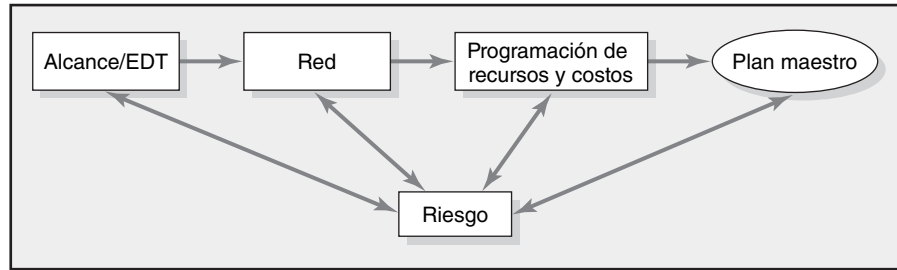 Alcance/EDT
Red
Programación de
recursos y costos
Plan maestro
Riesgo